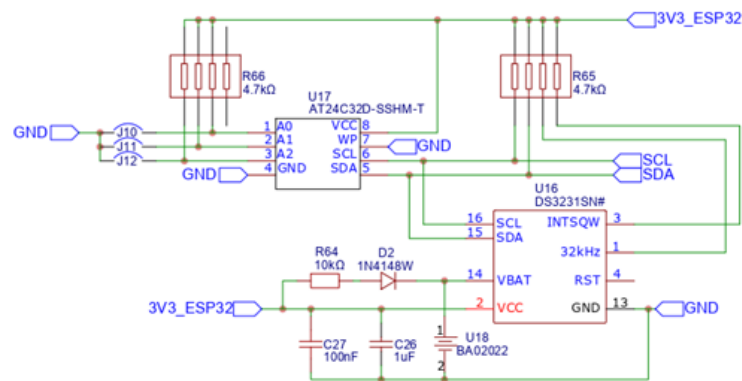 3V3_ESP32
R66
4.7kΩ
R65
4.7kΩ
U17
AT24C32D-SSHM-T
GND
J10
J11
J12
1 A0 VCC 8
2 A1 WP 7
3 A2 SCL 6
4 GND SDA 5
GND
GND
SCL
SDA
U16
DS3231SN#
16 SCL INTSQW 3
15 SDA
32kHz 1
14 VBAT RST 4
2 VCC GND 13
GND
R64
10kΩ
D2
1N4148W
3V3_ESP32
C27
100nF
C26
1uF
1
U18
BA02022
2